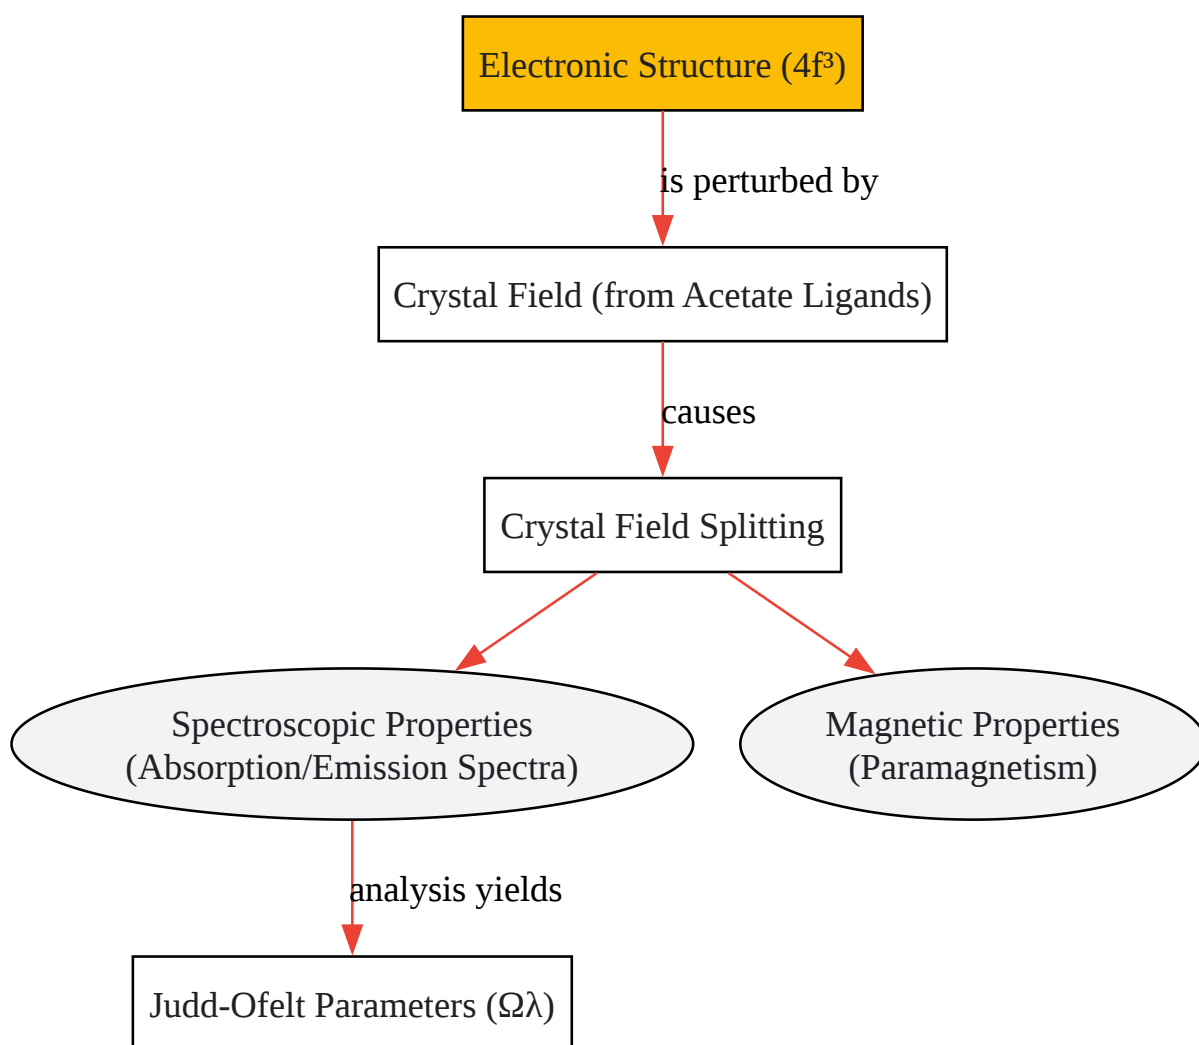 Electronic Structure (4f³)
is perturbed by
Crystal Field (from Acetate Ligands)
causes
Crystal Field Splitting
Spectroscopic Properties
(Absorption/Emission Spectra)
Magnetic Properties
(Paramagnetism)
analysis yields
Judd-Ofelt Parameters (Ωλ)